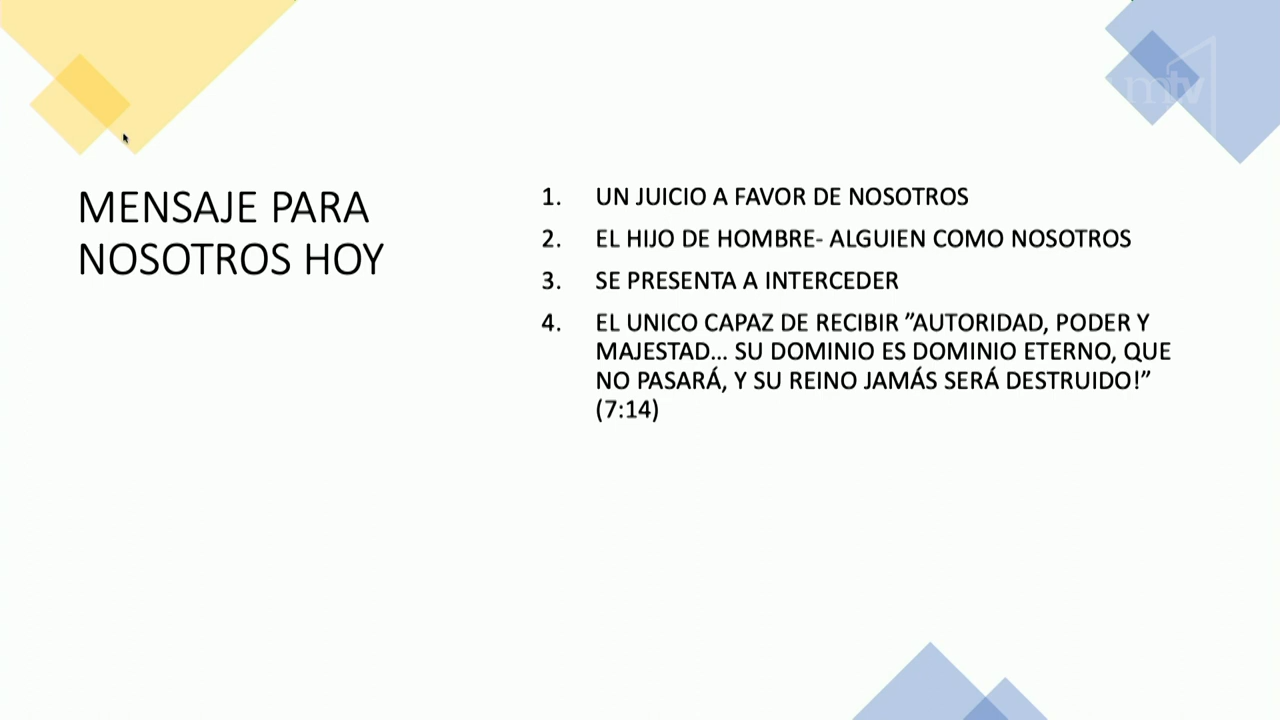 mtv
MENSAJE PARA
NOSOTROS HOY
1. UN JUICIO A FAVOR DE NOSOTROS
2. EL HIJO DE HOMBRE- ALGUIEN COMO NOSOTROS
3. SE PRESENTA A INTERCEDER
4. EL UNICO CAPAZ DE RECIBIR ”AUTORIDAD, PODER Y
MAJESTAD... SU DOMINIO ES DOMINIO ETERNO, QUE
NO PASARÁ, Y SU REINO JAMÁS SERÁ DESTRUIDO!”
(7:14)